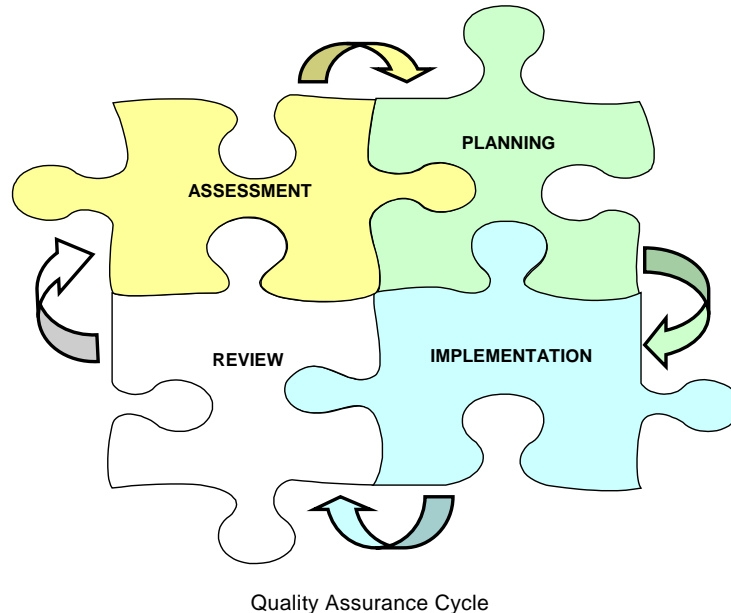 PLANNING
ASSESSMENT
REVIEW
IMPLEMENTATION
Quality Assurance Cycle